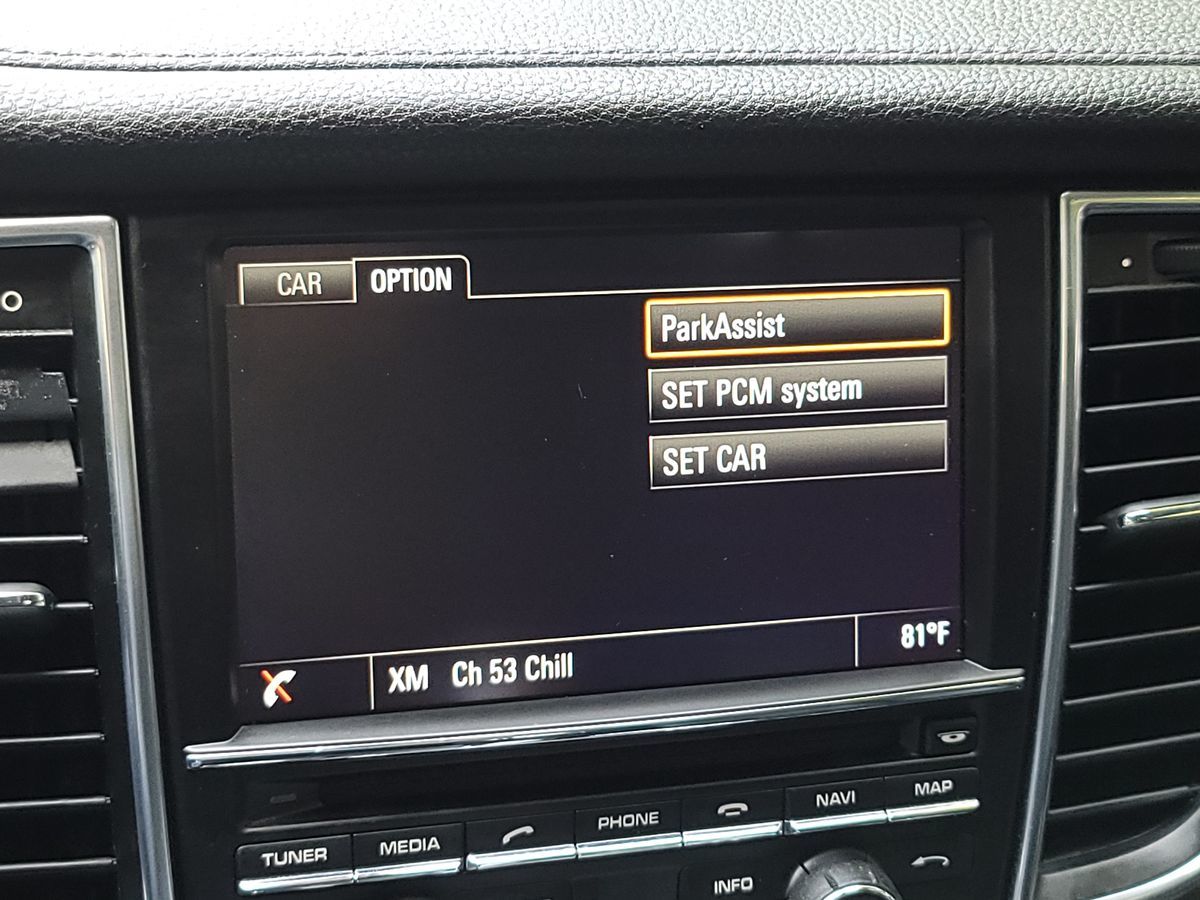 CAR OPTION
ParkAssist
SET PCM system
SET CAR
XM Ch 53 Chill 81°F
TUNER MEDIA PHONE NAVI MAP
INFO